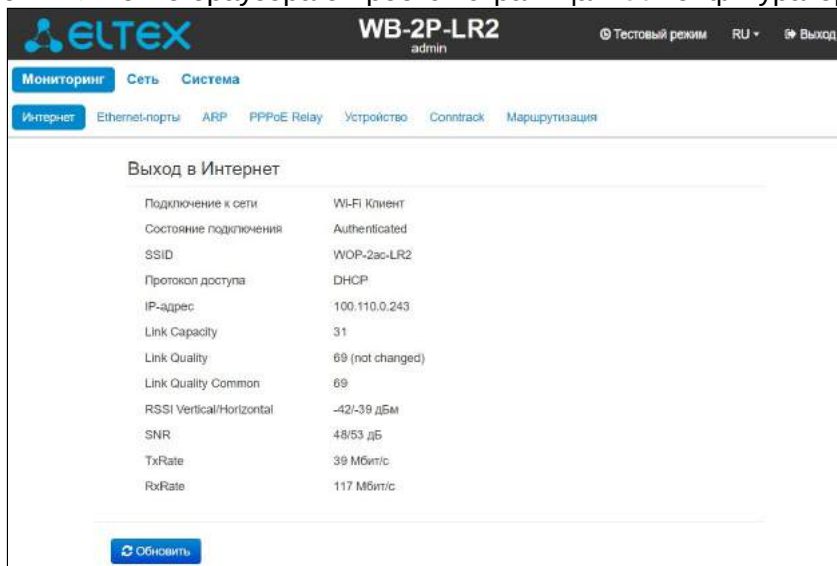 ELTEX
WB-2P-LR2
admin
Тестовый режим RU Выход
Мониторинг Сеть Система
Интернет Ethernet-порты ARP PPPoE Relay Устройство Conntrack Маршрутизация
Выход в Интернет
Подключение к сети Wi-Fi Клиент
Состояние подключения Authenticated
SSID WOP-2ac-LR2
Протокол доступа DHCP
IP-адрес 100.110.0.243
Link Capacity 31
Link Quality 69 (not changed)
Link Quality Common 69
RSSI Vertical/Horizontal -42/-39 дБм
SNR 48/53 дБ
TxRate 39 Мбит/с
RxRate 117 Мбит/с
Обновить